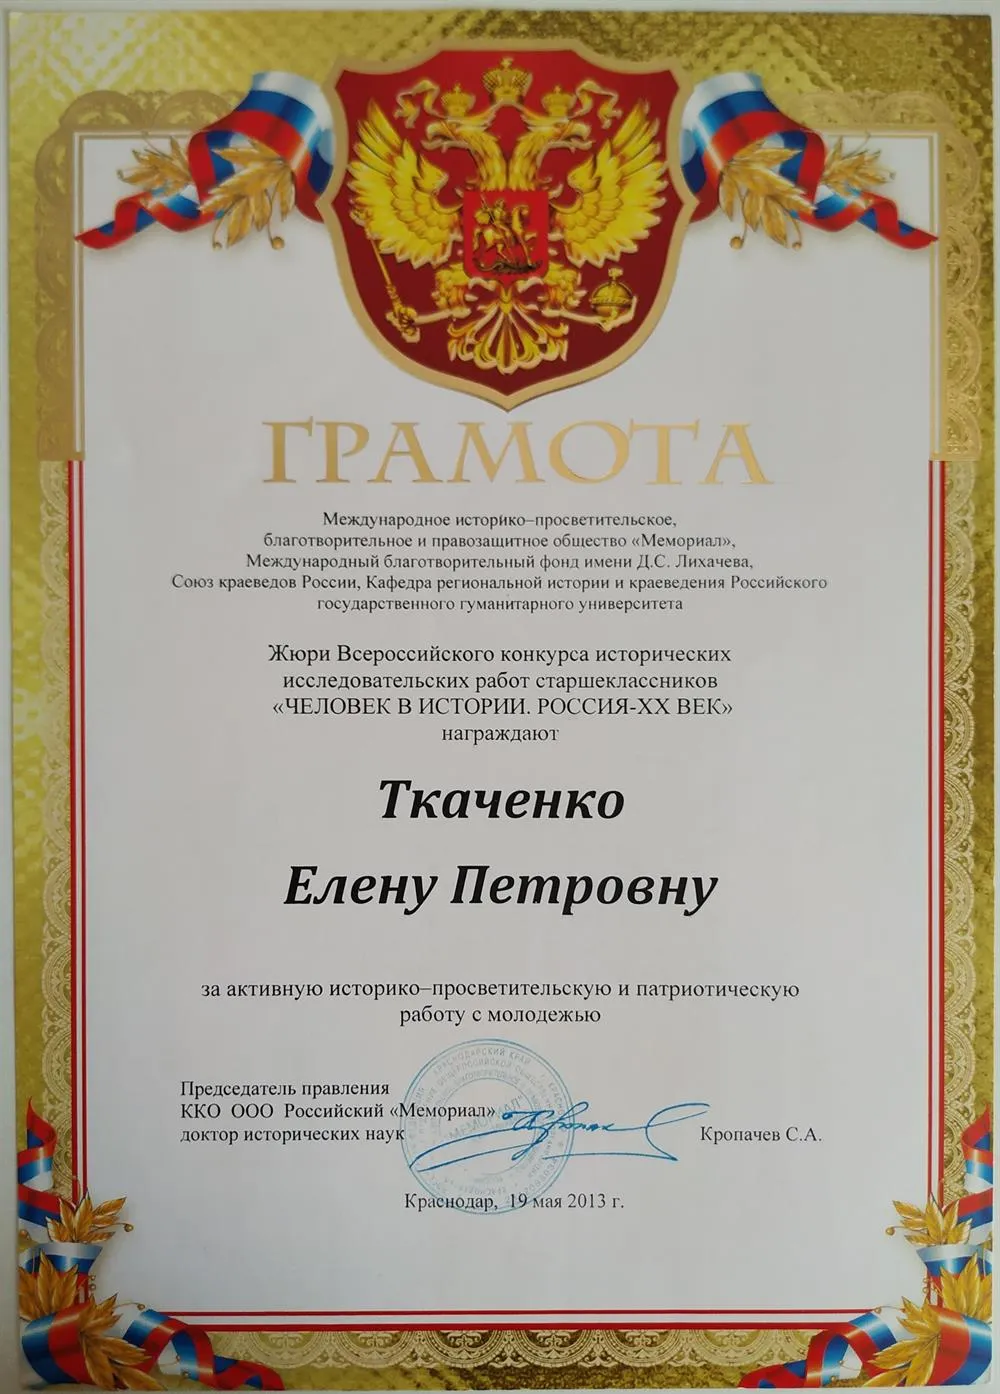 ГРАМОТА
Международное историко–просветительское,
благотворительное и правозащитное общество «Мемориал»,
Международный благотворительный фонд имени Д.С. Лихачева,
Союз краеведов России, Кафедра региональной истории и краеведения Российского
государственного гуманитарного университета
Жюри Всероссийского конкурса исторических
исследовательских работ старшеклассников
«ЧЕЛОВЕК В ИСТОРИИ. РОССИЯ-XX ВЕК»
награждают
Ткаченко
Елену Петровну
за активную историко–просветительскую и патриотическую
работу с молодежью
Председатель правления
ККО ООО Российский «Мемориал»
доктор исторических наук
Кропачев С.А.
КРАСНОДАРСКИЙ КРАЙ
"МЕМОРИАЛ"
Краснодар, 19 мая 2013 г.